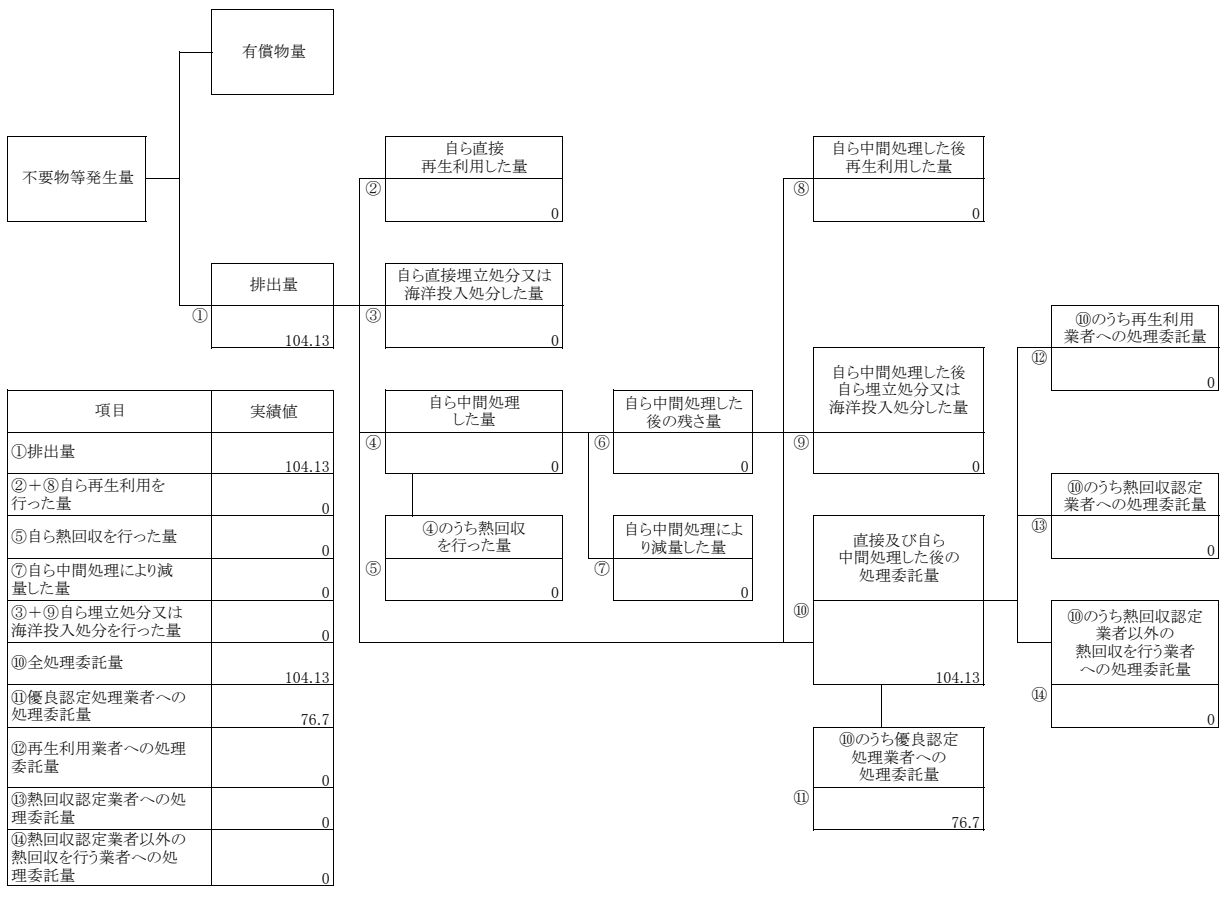 有償物量
不要物等発生量
自ら直接
再生利用した量
②
0
自ら中間処理した後
再生利用した量
⑧
0
排出量
①
104.13
自ら直接埋立処分又は
海洋投入処分した量
③
0
⑩のうち再生利用
業者への処理委託量
⑫
0
自ら中間処理した後
自ら埋立処分又は
海洋投入処分した量
⑨
0
自ら中間処理
した量
④
0
自ら中間処理した
後の残さ量
⑥
0
⑩のうち熱回収認定
業者への処理委託量
⑬
0
④のうち熱回収
を行った量
⑤
0
自ら中間処理によ
り減量した量
⑦
0
直接及び自ら
中間処理した後の
処理委託量
⑩
104.13
⑩のうち熱回収認定
業者以外の
熱回収を行う業者
への処理委託量
⑭
0
⑩のうち優良認定
処理業者への
処理委託量
⑪
76.7
項目 実績値
①排出量
104.13
②＋⑧自ら再生利用を
行った量
0
⑤自ら熱回収を行った量
0
⑦自ら中間処理により減
量した量
0
③＋⑨自ら埋立処分又は
海洋投入処分を行った量
0
⑩全処理委託量
104.13
⑪優良認定処理業者への
処理委託量
76.7
⑫再生利用業者への処理
委託量
0
⑬熱回収認定業者への処
理委託量
0
⑭熱回収認定業者以外の
熱回収を行う業者への処
理委託量
0